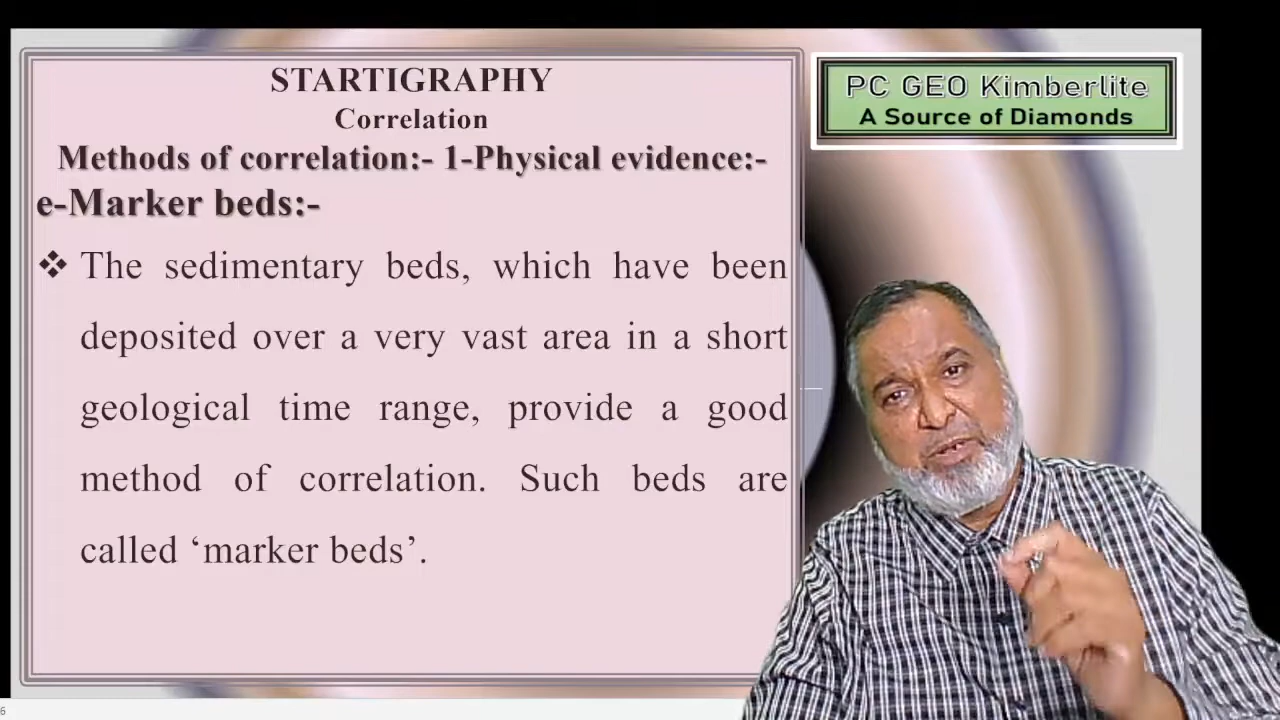 STARTIGRAPHY
Correlation
Methods of correlation:- 1-Physical evidence:-
e-Marker beds:-
❖ The sedimentary beds, which have been
deposited over a very vast area in a short
geological time range, provide a good
method of correlation. Such beds are
called ‘marker beds’.
PC GEO Kimberlite
A Source of Diamonds
6